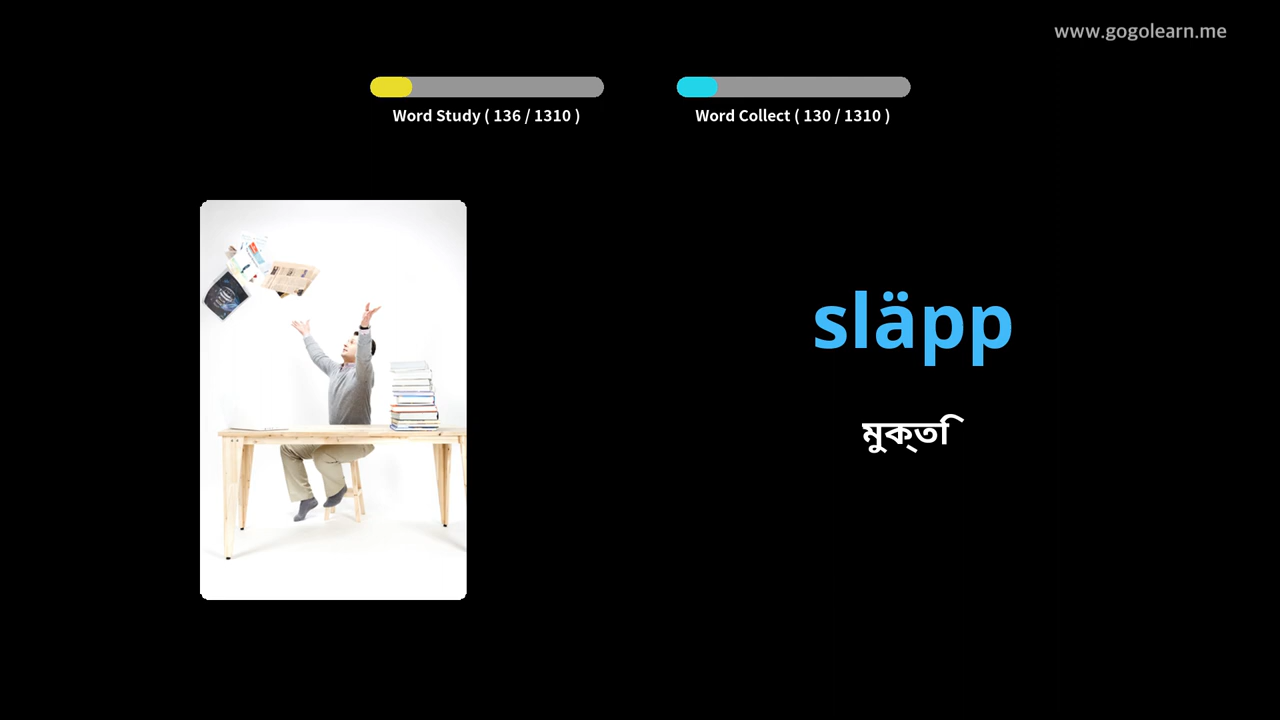 www.gogolearn.me
Word Study ( 136 / 1310 )
Word Collect ( 130 / 1310 )
släpp
মুক্তি